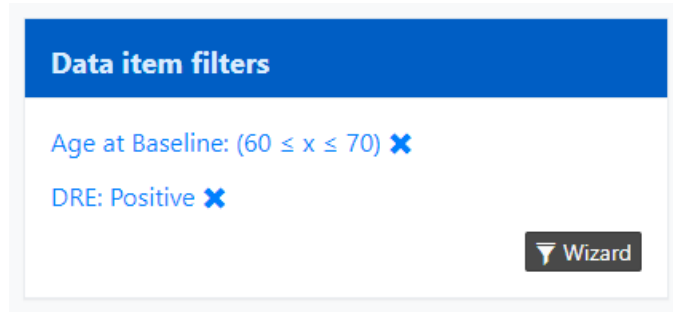 Data item filters
Age at Baseline: (60 ≤ x ≤ 70) ✖
DRE: Positive ✖
Wizard